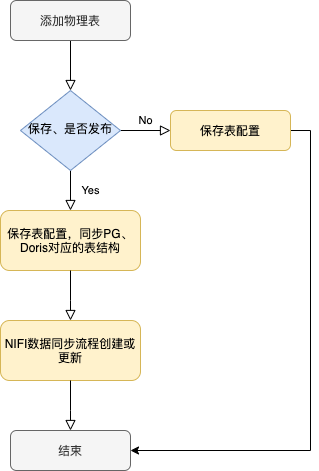 添加物理表
保存、是否发布
No
保存表配置
Yes
保存表配置，同步PG、
Doris对应的表结构
NIFI数据同步流程创建或
更新
结束